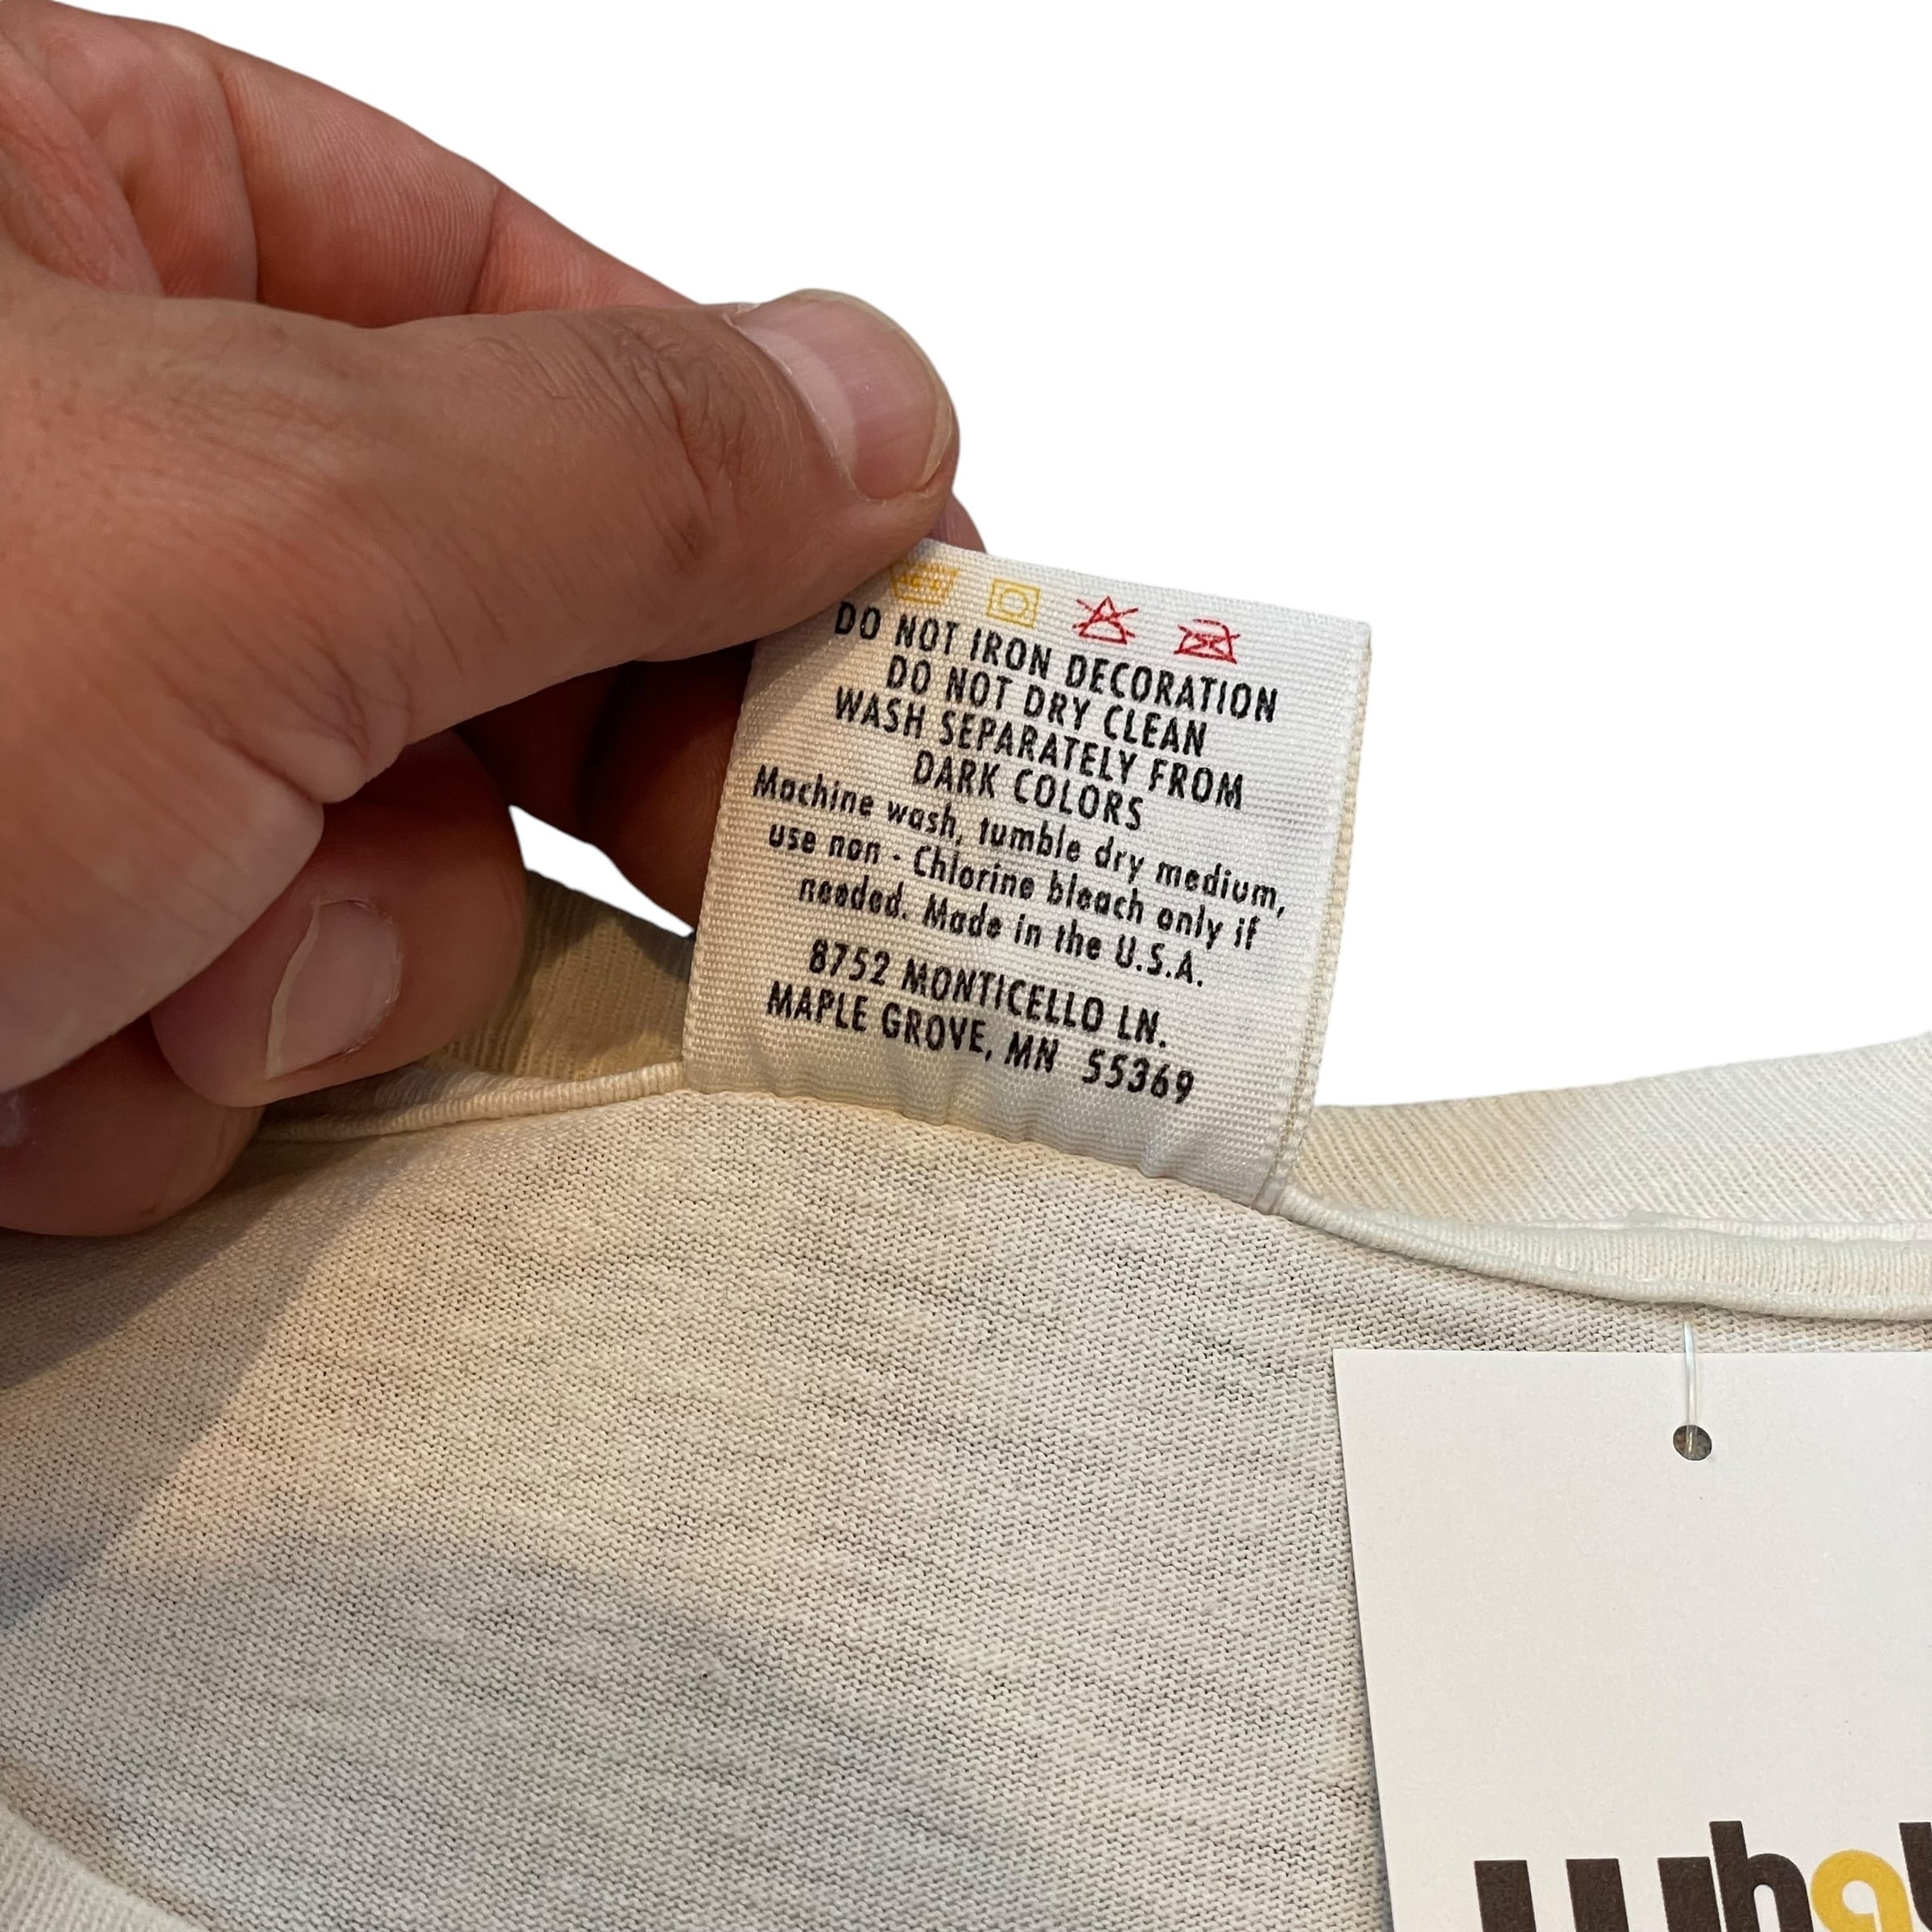 DO NOT IRON DECORATION
DO NOT DRY CLEAN
WASH SEPARATELY FROM
DARK COLORS
Machine wash, tumble dry medium,
use non - Chlorine bleach only if
needed. Made in the U.S.A.
8752 MONTICELLO LN.
MAPLE GROVE, MN 55369